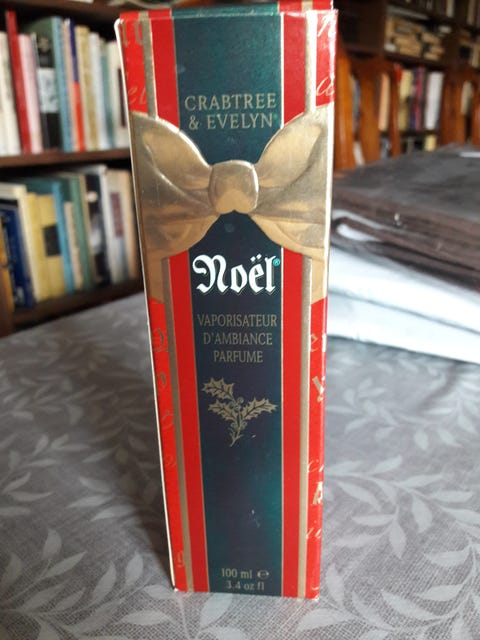 CRABTREE
& EVELYN®
Noël®
VAPORISATEUR
D'AMBIANCE
PARFUME
100 ml ℮
3.4 oz fl